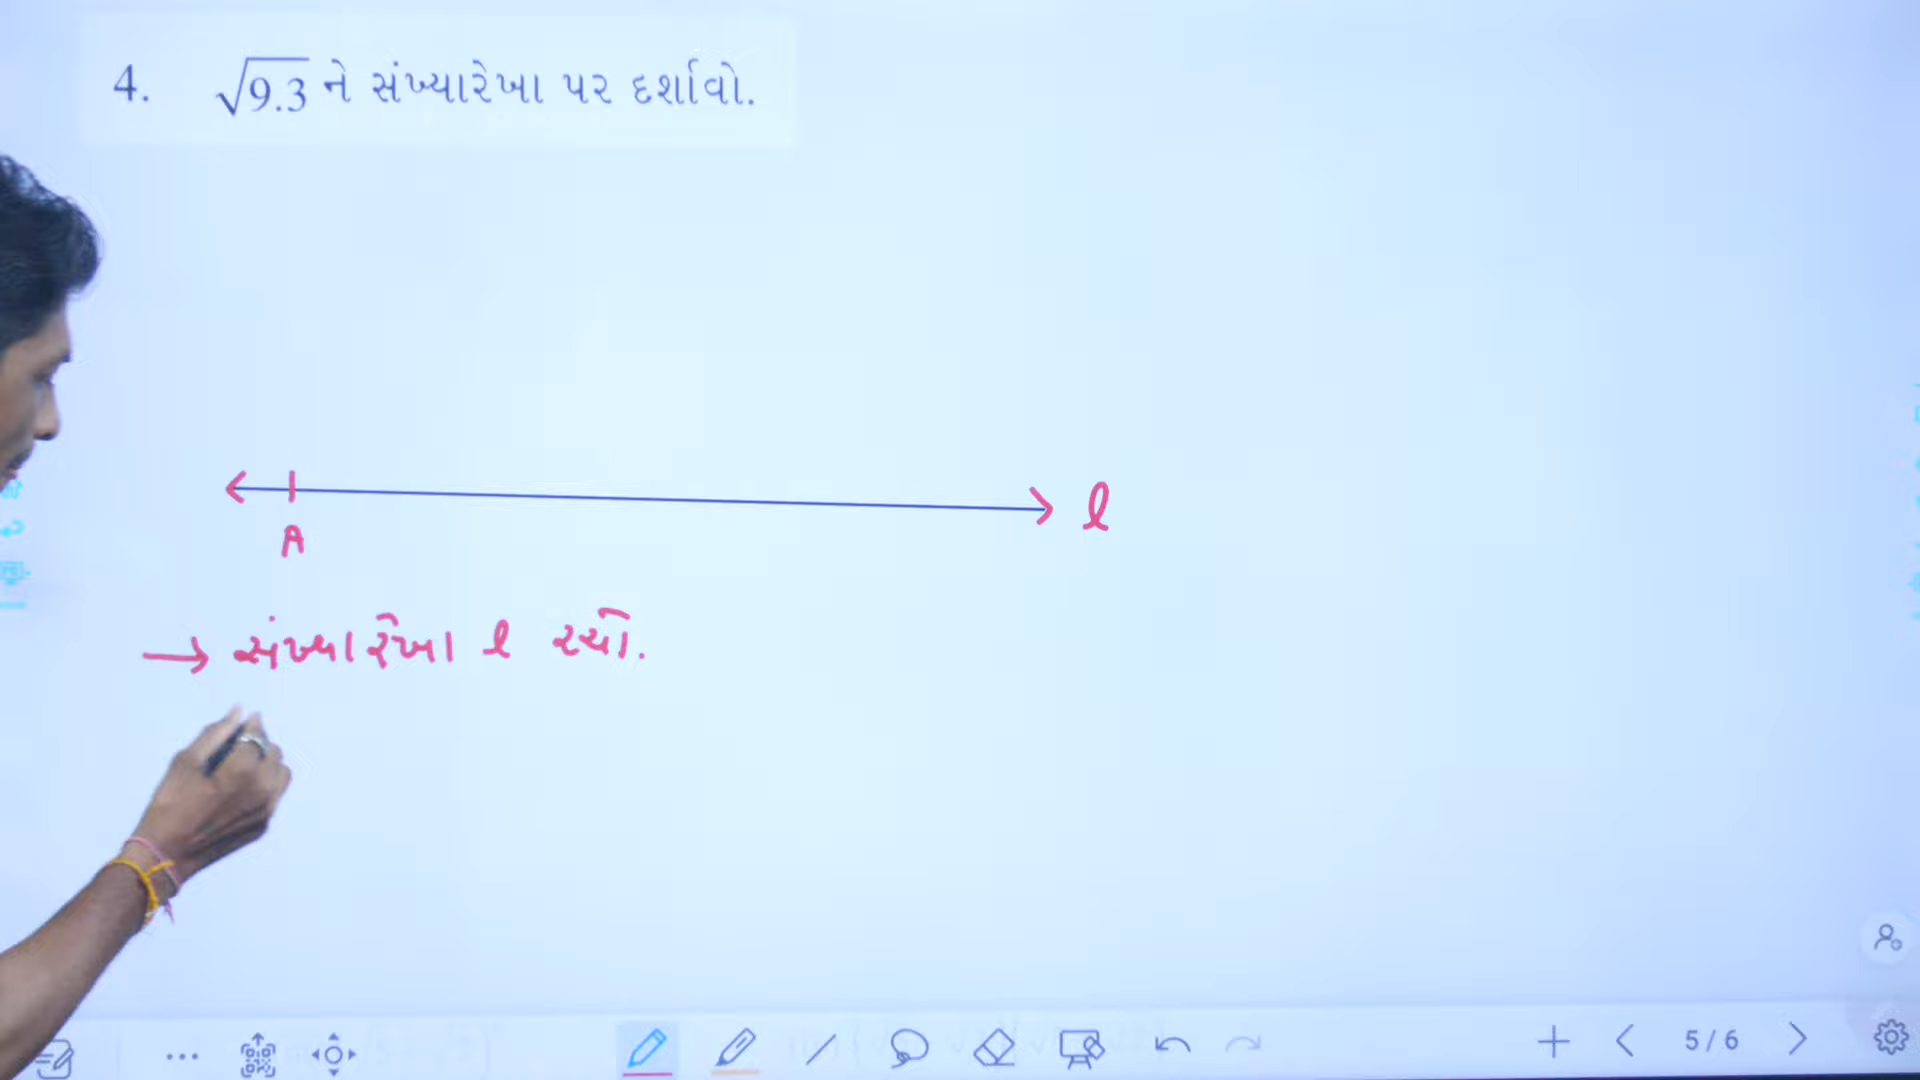 4. √9.3 ને સંખ્યારેખા પર દર્શાવો.
l
A
→ સંખ્યારેખા l રચો.
5/6